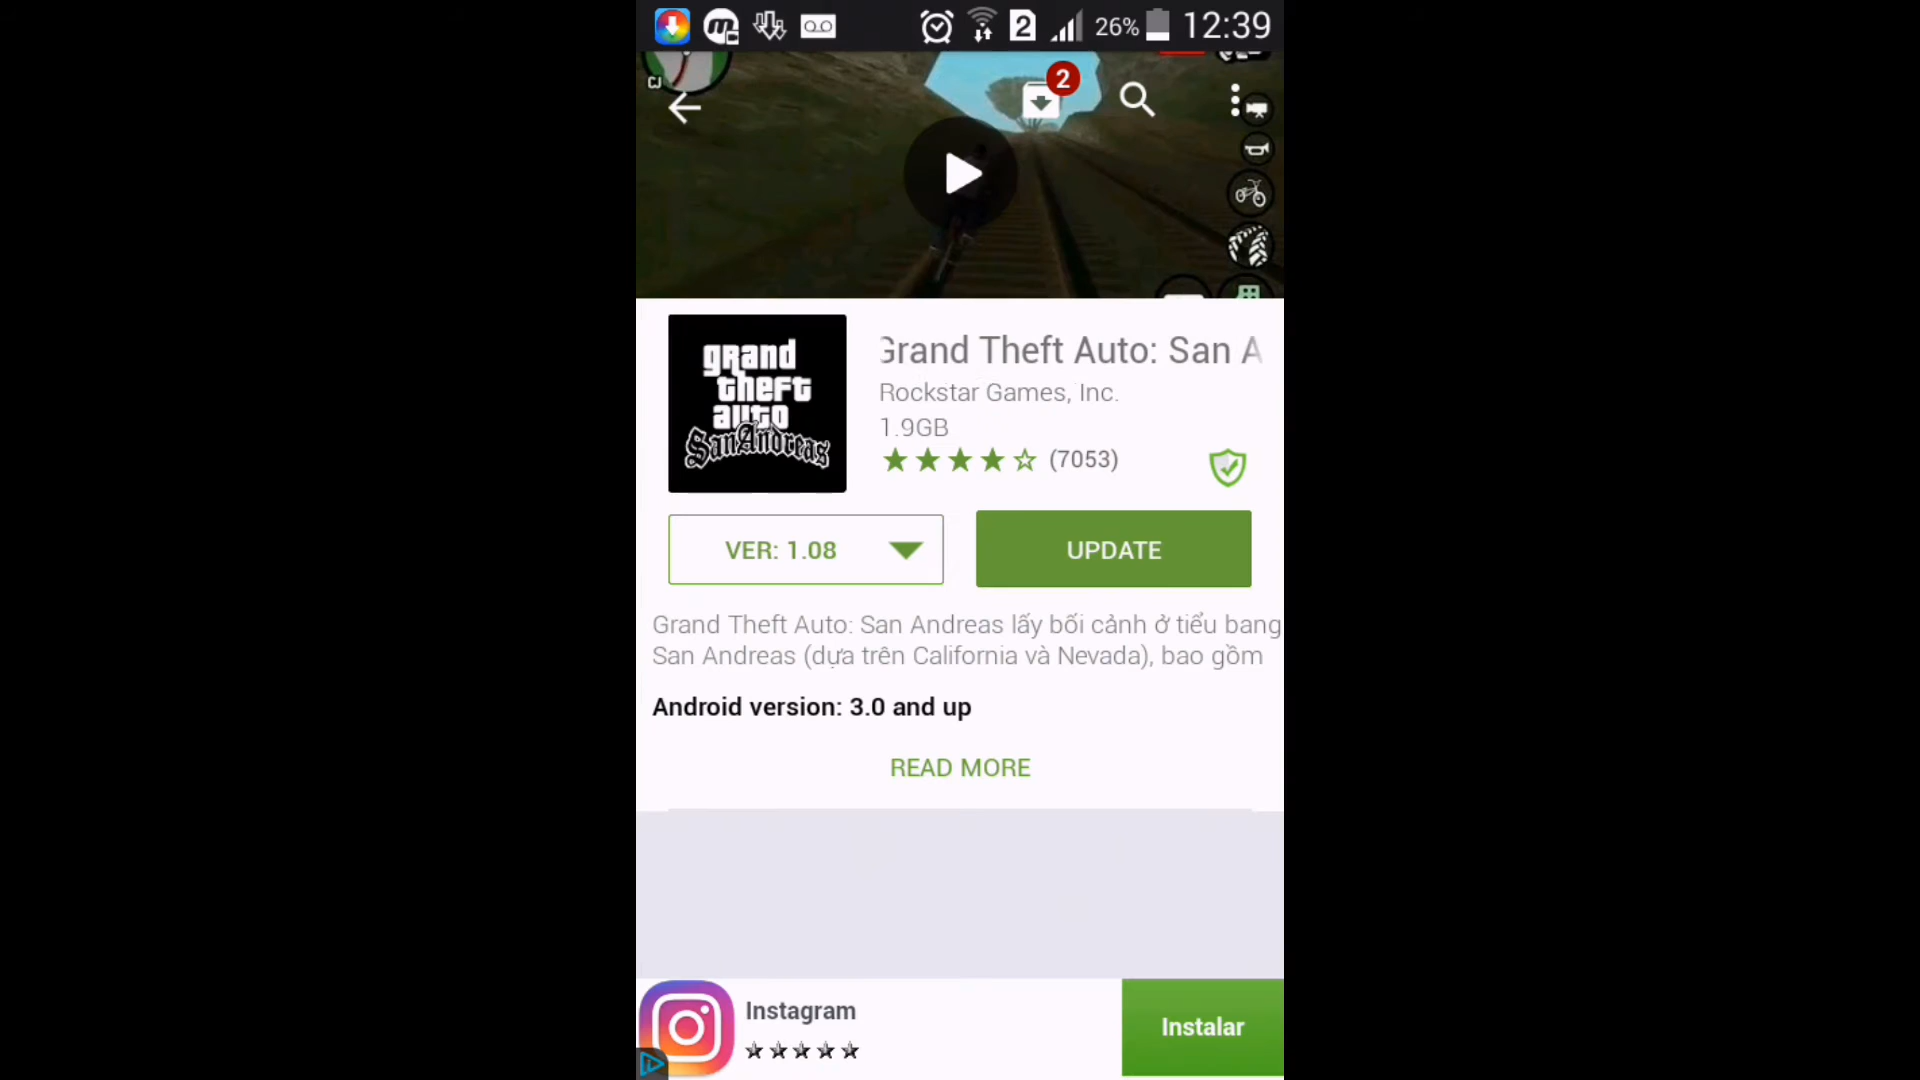 2
26%
12:39
CJ
2
grand
theft
auto
San Andreas
Grand Theft Auto: San A
Rockstar Games, Inc.
1.9GB
(7053)
VER: 1.08
UPDATE
Grand Theft Auto: San Andreas lấy bối cảnh ở tiểu bang
San Andreas (dựa trên California và Nevada), bao gồm
Android version: 3.0 and up
READ MORE
Instagram
Instalar